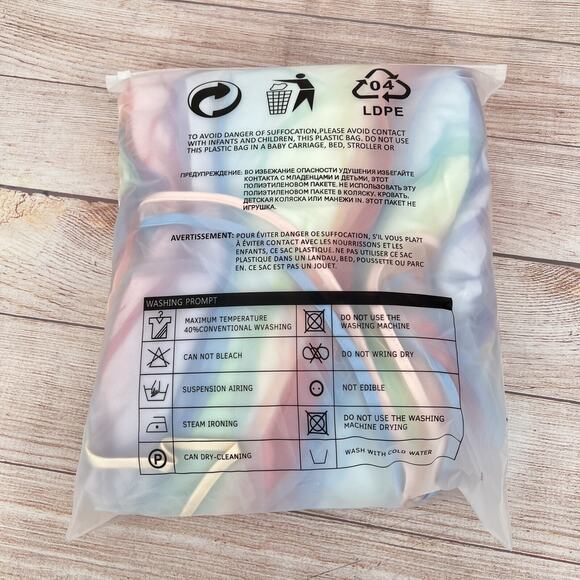 04
LDPE
TO AVOID DANGER OF SUFFOCATION,PLEASE AVOID CONTACT
WITH INFANTS AND CHILDREN, THIS PLASTIC BAG. DO NOT USE
THIS PLASTIC BAG IN A BABY CARRIAGE, BED, STROLLER OR
ПРЕДУПРЕЖДЕНИЕ: ВО ИЗБЕЖАНИЕ ОПАСНОСТИ УДУШЕНИЯ ИЗБЕГАЙТЕ
КОНТАКТА С МЛАДЕНЦАМИ И ДЕТЬМИ, ЭТОТ
ПОЛИЭТИЛЕНОВОМ ПАКЕТЕ. НЕ ИСПОЛЬЗОВАТЬ ЭТУ
ПОЛИЭТИЛЕНОВОМ ПАКЕТЕ В КОЛЯСКУ. КРОВАТЬ,
ДЕТСКАЯ КОЛЯСКА ИЛИ МАНЕЖИ IN. ЭТОТ ПАКЕТ НЕ
ИГРУШКА.
AVERTISSEMENT: POUR ÉVITER DANGER OE SUFFOCATION, S'IL VOUS PLAÎT
À ÉVITER CONTACT AVEC LES NOURRISSONS ET LES
ENFANTS, CE SAC PLASTIQUE. NE PAS UTILISER CE SAC
PLASTIQUE DANS UN LANDAU, BED, POUSSETTE OU PARC
EN. CE SAC EST PAS UN JOUET.
WASHING PROMPT
MAXIMUM TEMPERATURE
40%CONVENTIONAL WVASHING
DO NOT USE THE
WASHING MACHINE
CAN NOT BLEACH
DO NOT WRING DRY
SUSPENSION AIRING
NOT EDIBLE
STEAM IRONING
DO NOT USE THE WASHING
MACHINE DRYING
P
CAN DRY-CLEANING
WASH WITH COLD WATER